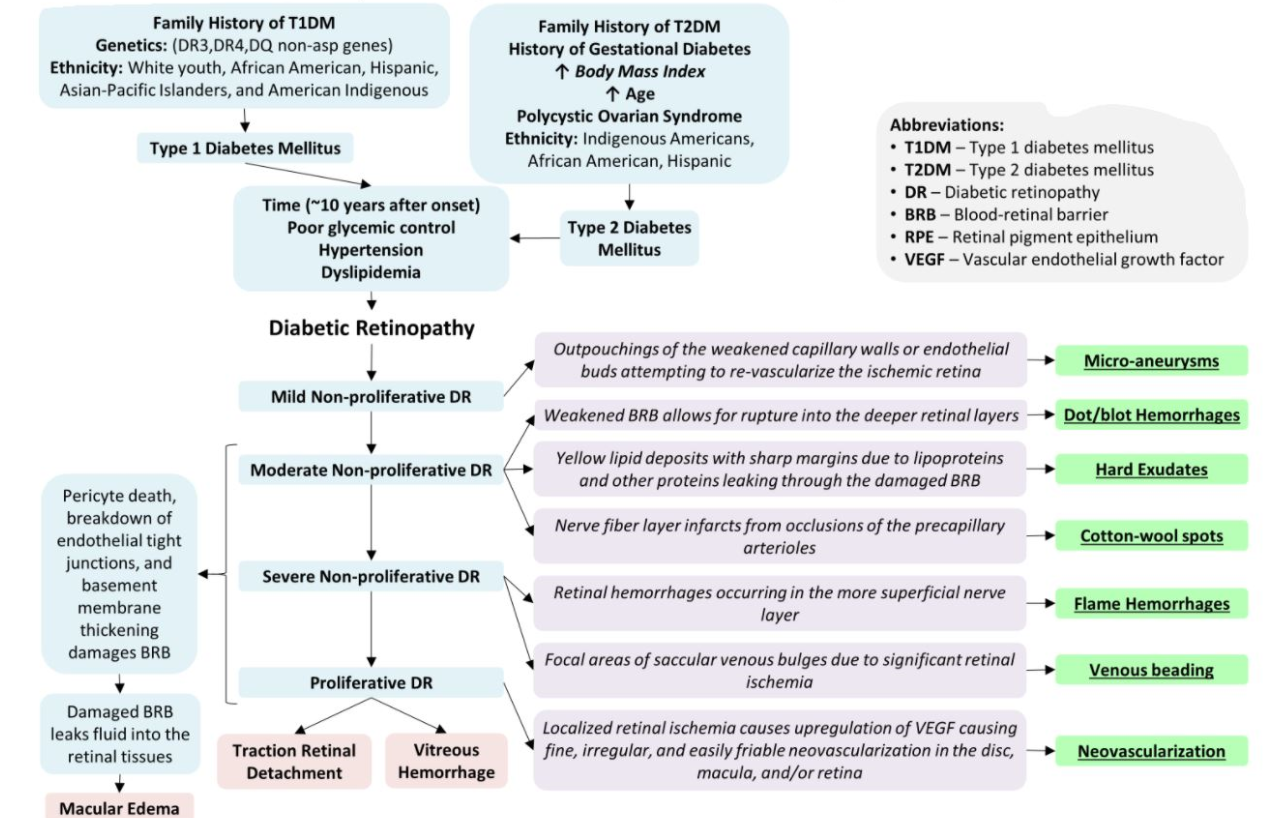 Family History of T1DM
Genetics: (DR3,DR4,DQ non-asp genes)
Ethnicity: White youth, African American, Hispanic,
Asian-Pacific Islanders, and American Indigenous
Type 1 Diabetes Mellitus
Family History of T2DM
History of Gestational Diabetes
↑ Body Mass Index
↑ Age
Polycystic Ovarian Syndrome
Ethnicity: Indigenous Americans,
African American, Hispanic
Type 2 Diabetes
Mellitus
Abbreviations:
• T1DM – Type 1 diabetes mellitus
• T2DM – Type 2 diabetes mellitus
• DR – Diabetic retinopathy
• BRB – Blood-retinal barrier
• RPE – Retinal pigment epithelium
• VEGF – Vascular endothelial growth factor
Time (~10 years after onset)
Poor glycemic control
Hypertension
Dyslipidemia
Diabetic Retinopathy
Mild Non-proliferative DR
Outpouchings of the weakened capillary walls or endothelial
buds attempting to re-vascularize the ischemic retina
Micro-aneurysms
Moderate Non-proliferative DR
Weakened BRB allows for rupture into the deeper retinal layers
Dot/blot Hemorrhages
Yellow lipid deposits with sharp margins due to lipoproteins
and other proteins leaking through the damaged BRB
Hard Exudates
Nerve fiber layer infarcts from occlusions of the precapillary
arterioles
Cotton-wool spots
Severe Non-proliferative DR
Retinal hemorrhages occurring in the more superficial nerve
layer
Flame Hemorrhages
Focal areas of saccular venous bulges due to significant retinal
ischemia
Venous beading
Proliferative DR
Localized retinal ischemia causes upregulation of VEGF causing
fine, irregular, and easily friable neovascularization in the disc,
macula, and/or retina
Neovascularization
Traction Retinal
Detachment
Vitreous
Hemorrhage
Pericyte death,
breakdown of
endothelial tight
junctions, and
basement
membrane
thickening
damages BRB
Damaged BRB
leaks fluid into the
retinal tissues
Macular Edema